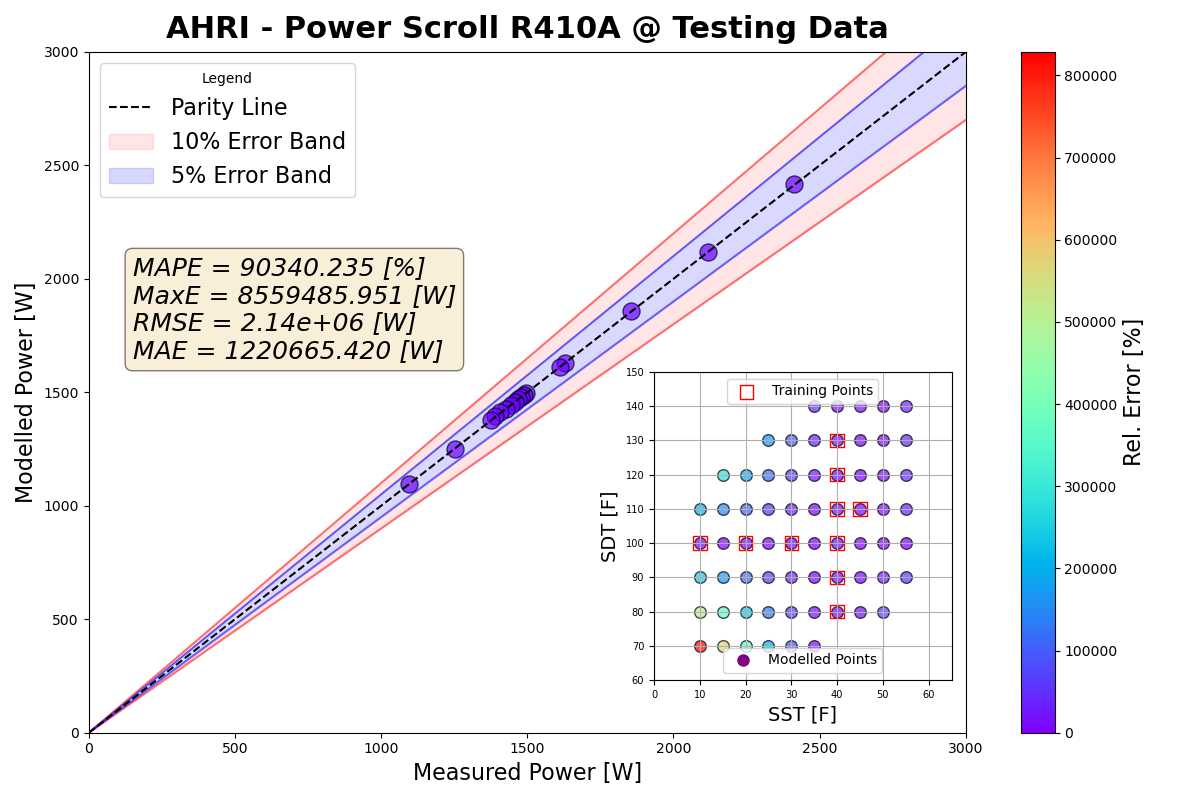 AHRI - Power Scroll R410A @ Testing Data
3000
2500
2000
1500
1000
500
0
Modelled Power [W]
0 500 1000 1500 2000 2500 3000
Measured Power [W]
Legend
Parity Line
10% Error Band
5% Error Band
MAPE = 90340.235 [%]
MaxE = 8559485.951 [W]
RMSE = 2.14e+06 [W]
MAE = 1220665.420 [W]
150
140
130
120
110
100
90
80
70
60
SDT [F]
Training Points
Modelled Points
0 10 20 30 40 50 60
SST [F]
800000
700000
600000
500000
400000
300000
200000
100000
0
Rel. Error [%]